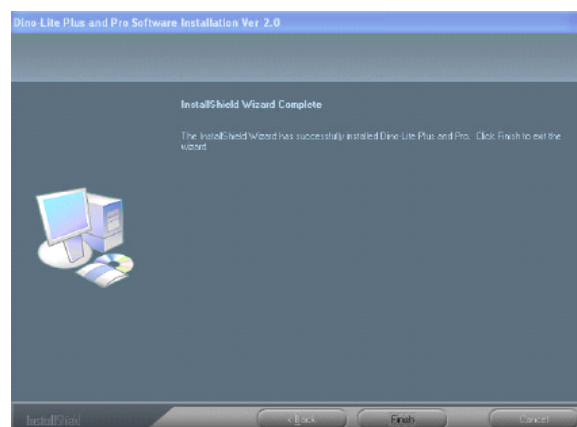 Dino-Lite Plus and Pro Software Installation Ver 2.0
InstallShield Wizard Complete
The InstallShield Wizard has successfully installed Dino-Lite Plus and Pro. Click Finish to exit the
wizard.
InstallShield
< Back
Finish
Cancel